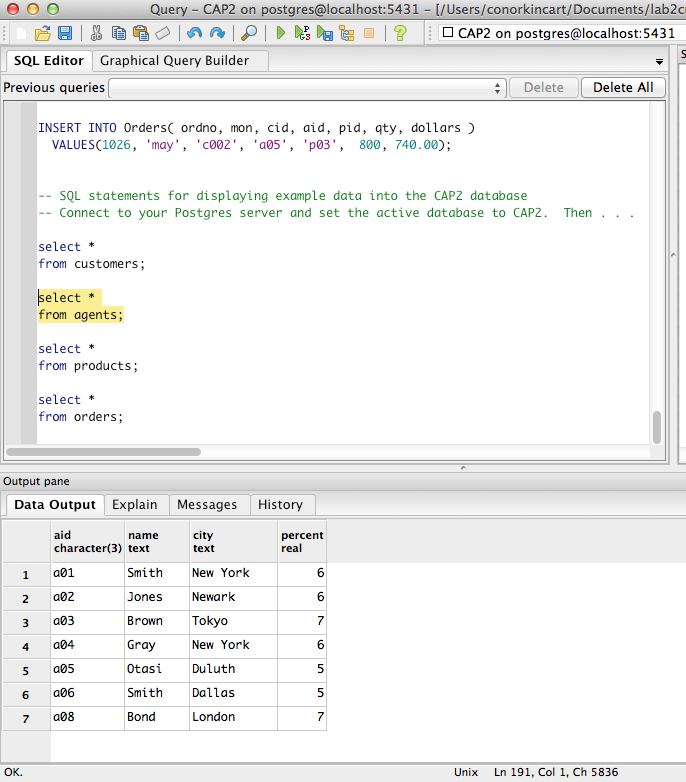 Query – CAP2 on postgres@localhost:5431 – [/Users/conorkincart/Documents/lab2c
CAP2 on postgres@localhost:5431
SQL Editor Graphical Query Builder
Previous queries Delete Delete All
INSERT INTO Orders( ordno, mon, cid, aid, pid, qty, dollars )
VALUES(1026, 'may', 'c002', 'a05', 'p03', 800, 740.00);
-- SQL statements for displaying example data into the CAP2 database
-- Connect to your Postgres server and set the active database to CAP2. Then . . .
select *
from customers;
select *
from agents;
select *
from products;
select *
from orders;
Output pane
Data Output Explain Messages History
aid name city percent
character(3) text text real
1 a01 Smith New York 6
2 a02 Jones Newark 6
3 a03 Brown Tokyo 7
4 a04 Gray New York 6
5 a05 Otasi Duluth 5
6 a06 Smith Dallas 5
7 a08 Bond London 7
OK. Unix Ln 191, Col 1, Ch 5836